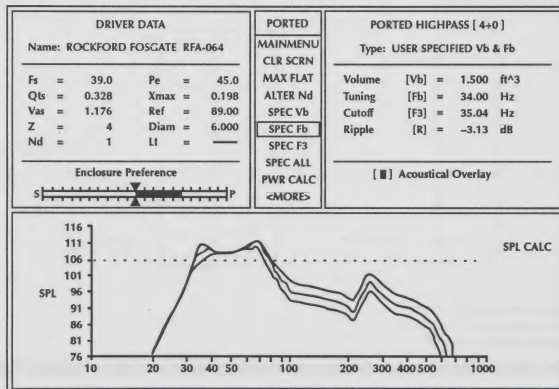 DRIVER DATA
Name: ROCKFORD FOSGATE RFA-064
Fs = 39.0 Pe = 45.0
Qts = 0.328 Xmax = 0.198
Vas = 1.176 Ref = 89.00
Z = 4 Diam = 6.000
Nd = 1 Lt = —
Enclosure Preference
S P
PORTED
MAINMENU
CLR SCRN
MAX FLAT
ALTER Nd
SPEC Vb
SPEC Fb
SPEC F3
SPEC ALL
PWR CALC
<MORE>
PORTED HIGHPASS [4+0]
Type: USER SPECIFIED Vb & Fb
Volume [Vb] = 1.500 ft^3
Tuning [Fb] = 34.00 Hz
Cutoff [F3] = 35.04 Hz
Ripple [R] = –3.13 dB
[■] Acoustical Overlay
SPL CALC
SPL
116
116
106
96
91
86
81
76
10 20 30 40 50 100 200 300 400 500 1000